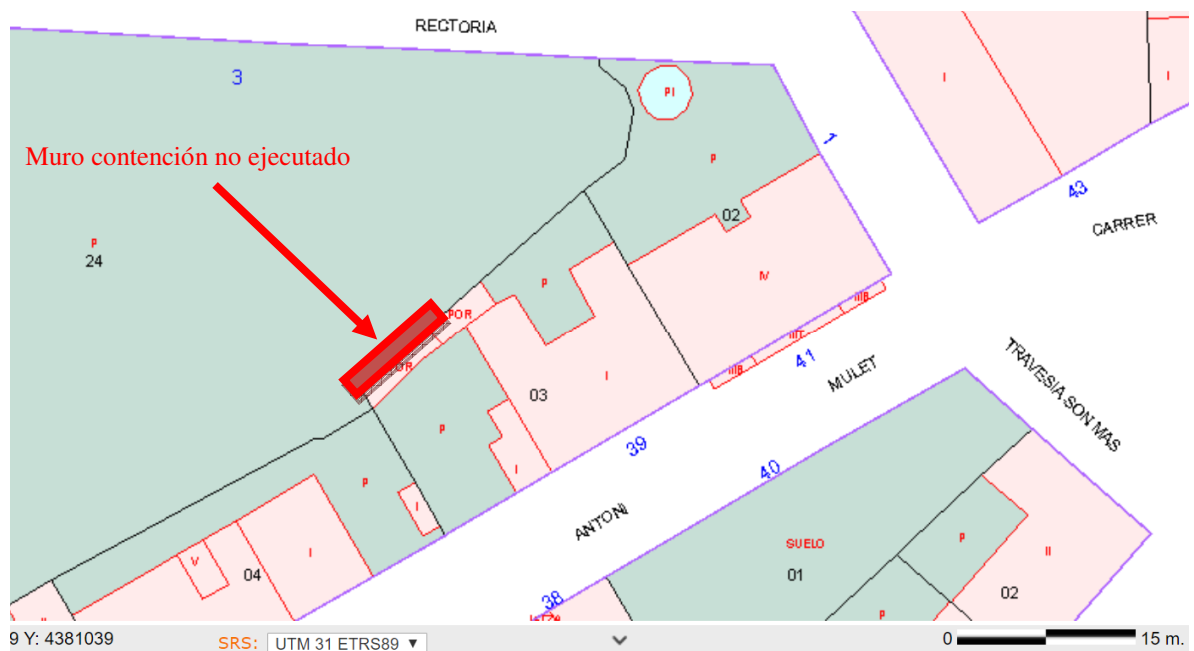 RECTORIA
3
PI
I
I
Muro contención no ejecutado
P
1
43
02
CARRER
P
24
P
IV
POR
IIIB
III
TRAVESIA SON MAS
41
IIIB
MULET
03
I
P
39
40
I
P
I
ANTONI
SUELO
P
II
V
I
04
01
02
38
P
9 Y: 4381039
SRS: UTM 31 ETRS89
0
15 m.